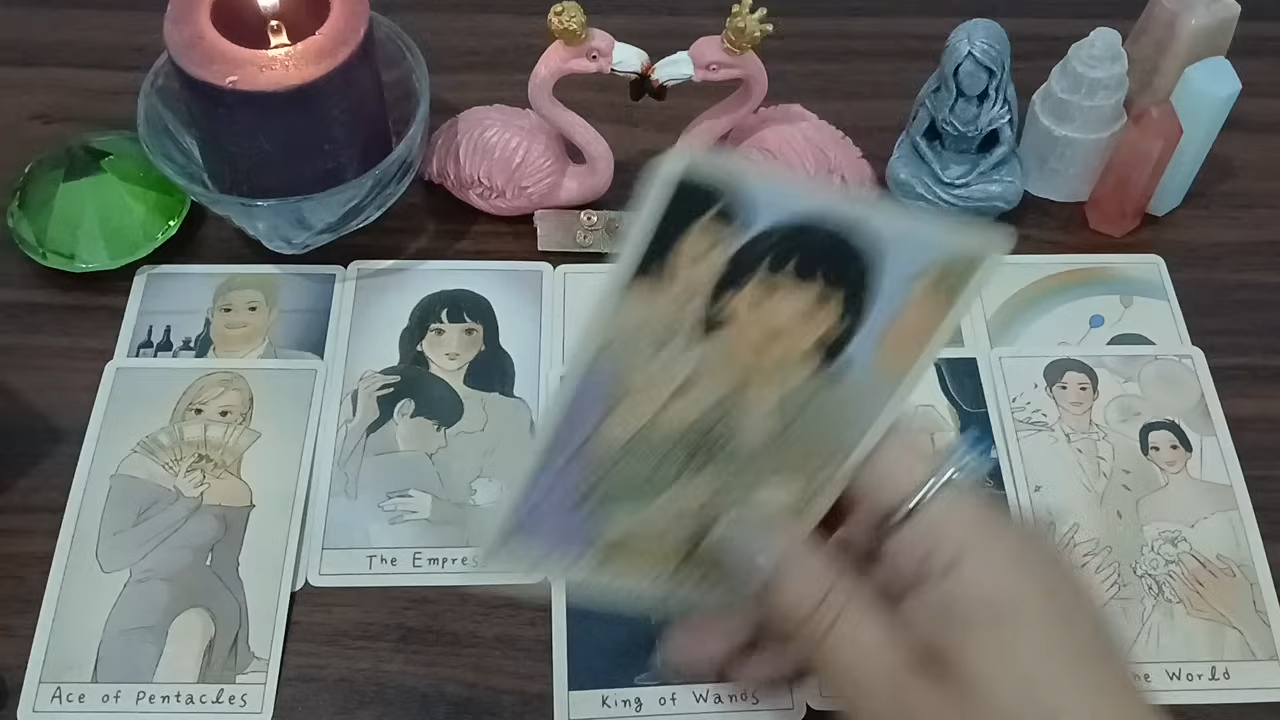 The Empres
Ace of Pentacles
King of Wands
he World